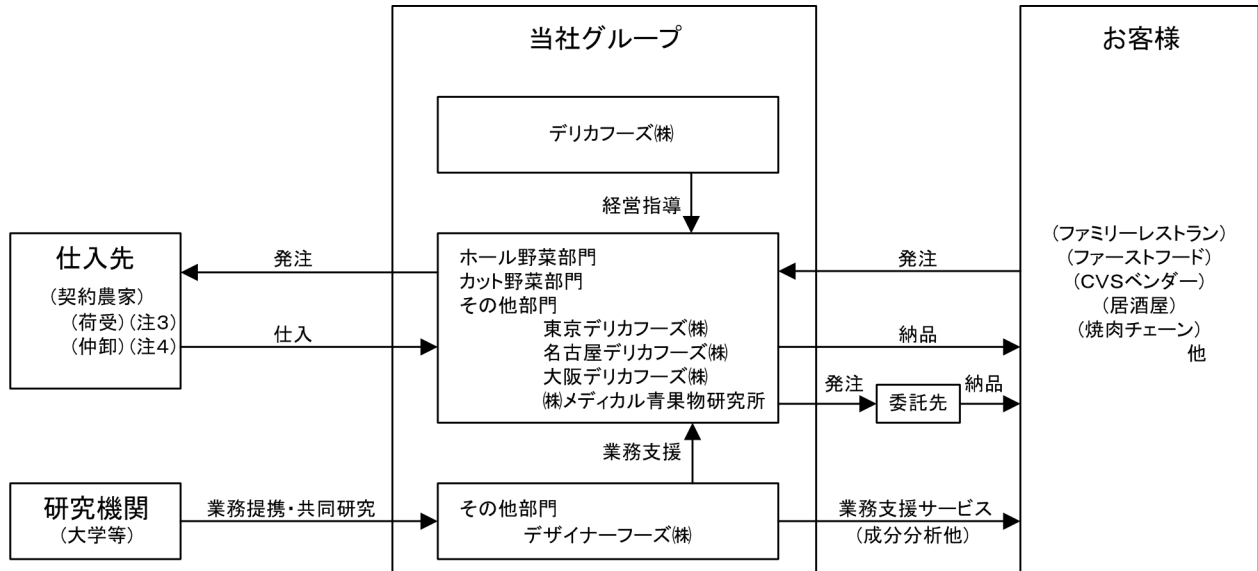 当社グループ
お客様
デリカフーズ㈱
経営指導
仕入先
(契約農家)
(荷受)(注3)
(仲卸)(注4)
発注
仕入
ホール野菜部門
カット野菜部門
その他部門
東京デリカフーズ㈱
名古屋デリカフーズ㈱
大阪デリカフーズ㈱
㈱メディカル青果物研究所
発注
納品
発注
委託先
納品
(ファミリーレストラン)
(ファーストフード)
(CVSベンダー)
(居酒屋)
(焼肉チェーン)
他
業務支援
研究機関
(大学等)
業務提携・共同研究
その他部門
デザイナーフーズ㈱
業務支援サービス
(成分分析他)